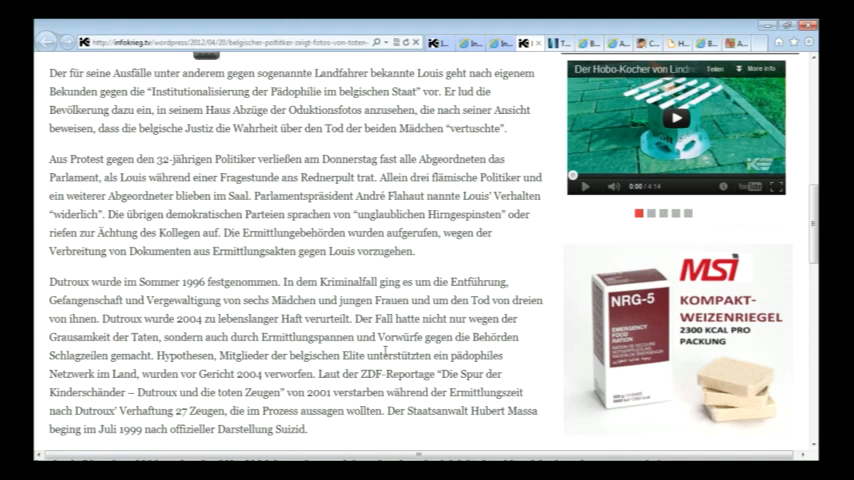 http://infokrieg.tv/wordpress/2012/04/20/belgischer-politiker-zeigt-fotos-von-toten-
Der für seine Ausfälle unter anderem gegen sogenannte Landfahrer bekannte Louis geht nach eigenem
Bekunden gegen die “Institutionalisierung der Pädophilie im belgischen Staat” vor. Er lud die
Bevölkerung dazu ein, in seinem Haus Abzüge der Oduktionsfotos anzusehen, die nach seiner Ansicht
beweisen, dass die belgische Justiz die Wahrheit über den Tod der beiden Mädchen “vertuschte”.
Aus Protest gegen den 32-jährigen Politiker verließen am Donnerstag fast alle Abgeordneten das
Parlament, als Louis während einer Fragestunde ans Rednerpult trat. Allein drei flämische Politiker und
ein weiterer Abgeordneter blieben im Saal. Parlamentspräsident André Flahaut nannte Louis’ Verhalten
“widerlich”. Die übrigen demokratischen Parteien sprachen von “unglaublichen Hirngespinsten” oder
riefen zur Ächtung des Kollegen auf. Die Ermittlungebehörden wurden aufgerufen, wegen der
Verbreitung von Dokumenten aus Ermittlungsakten gegen Louis vorzugehen.
Dutroux wurde im Sommer 1996 festgenommen. In dem Kriminalfall ging es um die Entführung,
Gefangenschaft und Vergewaltigung von sechs Mädchen und jungen Frauen und um den Tod von dreien
von ihnen. Dutroux wurde 2004 zu lebenslanger Haft verurteilt. Der Fall hatte nicht nur wegen der
Grausamkeit der Taten, sondern auch durch Ermittlungspannen und Vorwürfe gegen die Behörden
Schlagzeilen gemacht. Hypothesen, Mitglieder der belgischen Elite unterstützten ein pädophiles
Netzwerk im Land, wurden vor Gericht 2004 verworfen. Laut der ZDF-Reportage “Die Spur der
Kinderschänder – Dutroux und die toten Zeugen” von 2001 verstarben während der Ermittlungszeit
nach Dutroux’ Verhaftung 27 Zeugen, die im Prozess aussagen wollten. Der Staatsanwalt Hubert Massa
beging im Juli 1999 nach offizieller Darstellung Suizid.
Der Hobo-Kocher von Lind
Teilen
More info
0:00 / 4:14
MSI
KOMPAKT-
WEIZENRIEGEL
2300 KCAL PRO
PACKUNG
NRG-5
EMERGENCY
FOOD
RATION